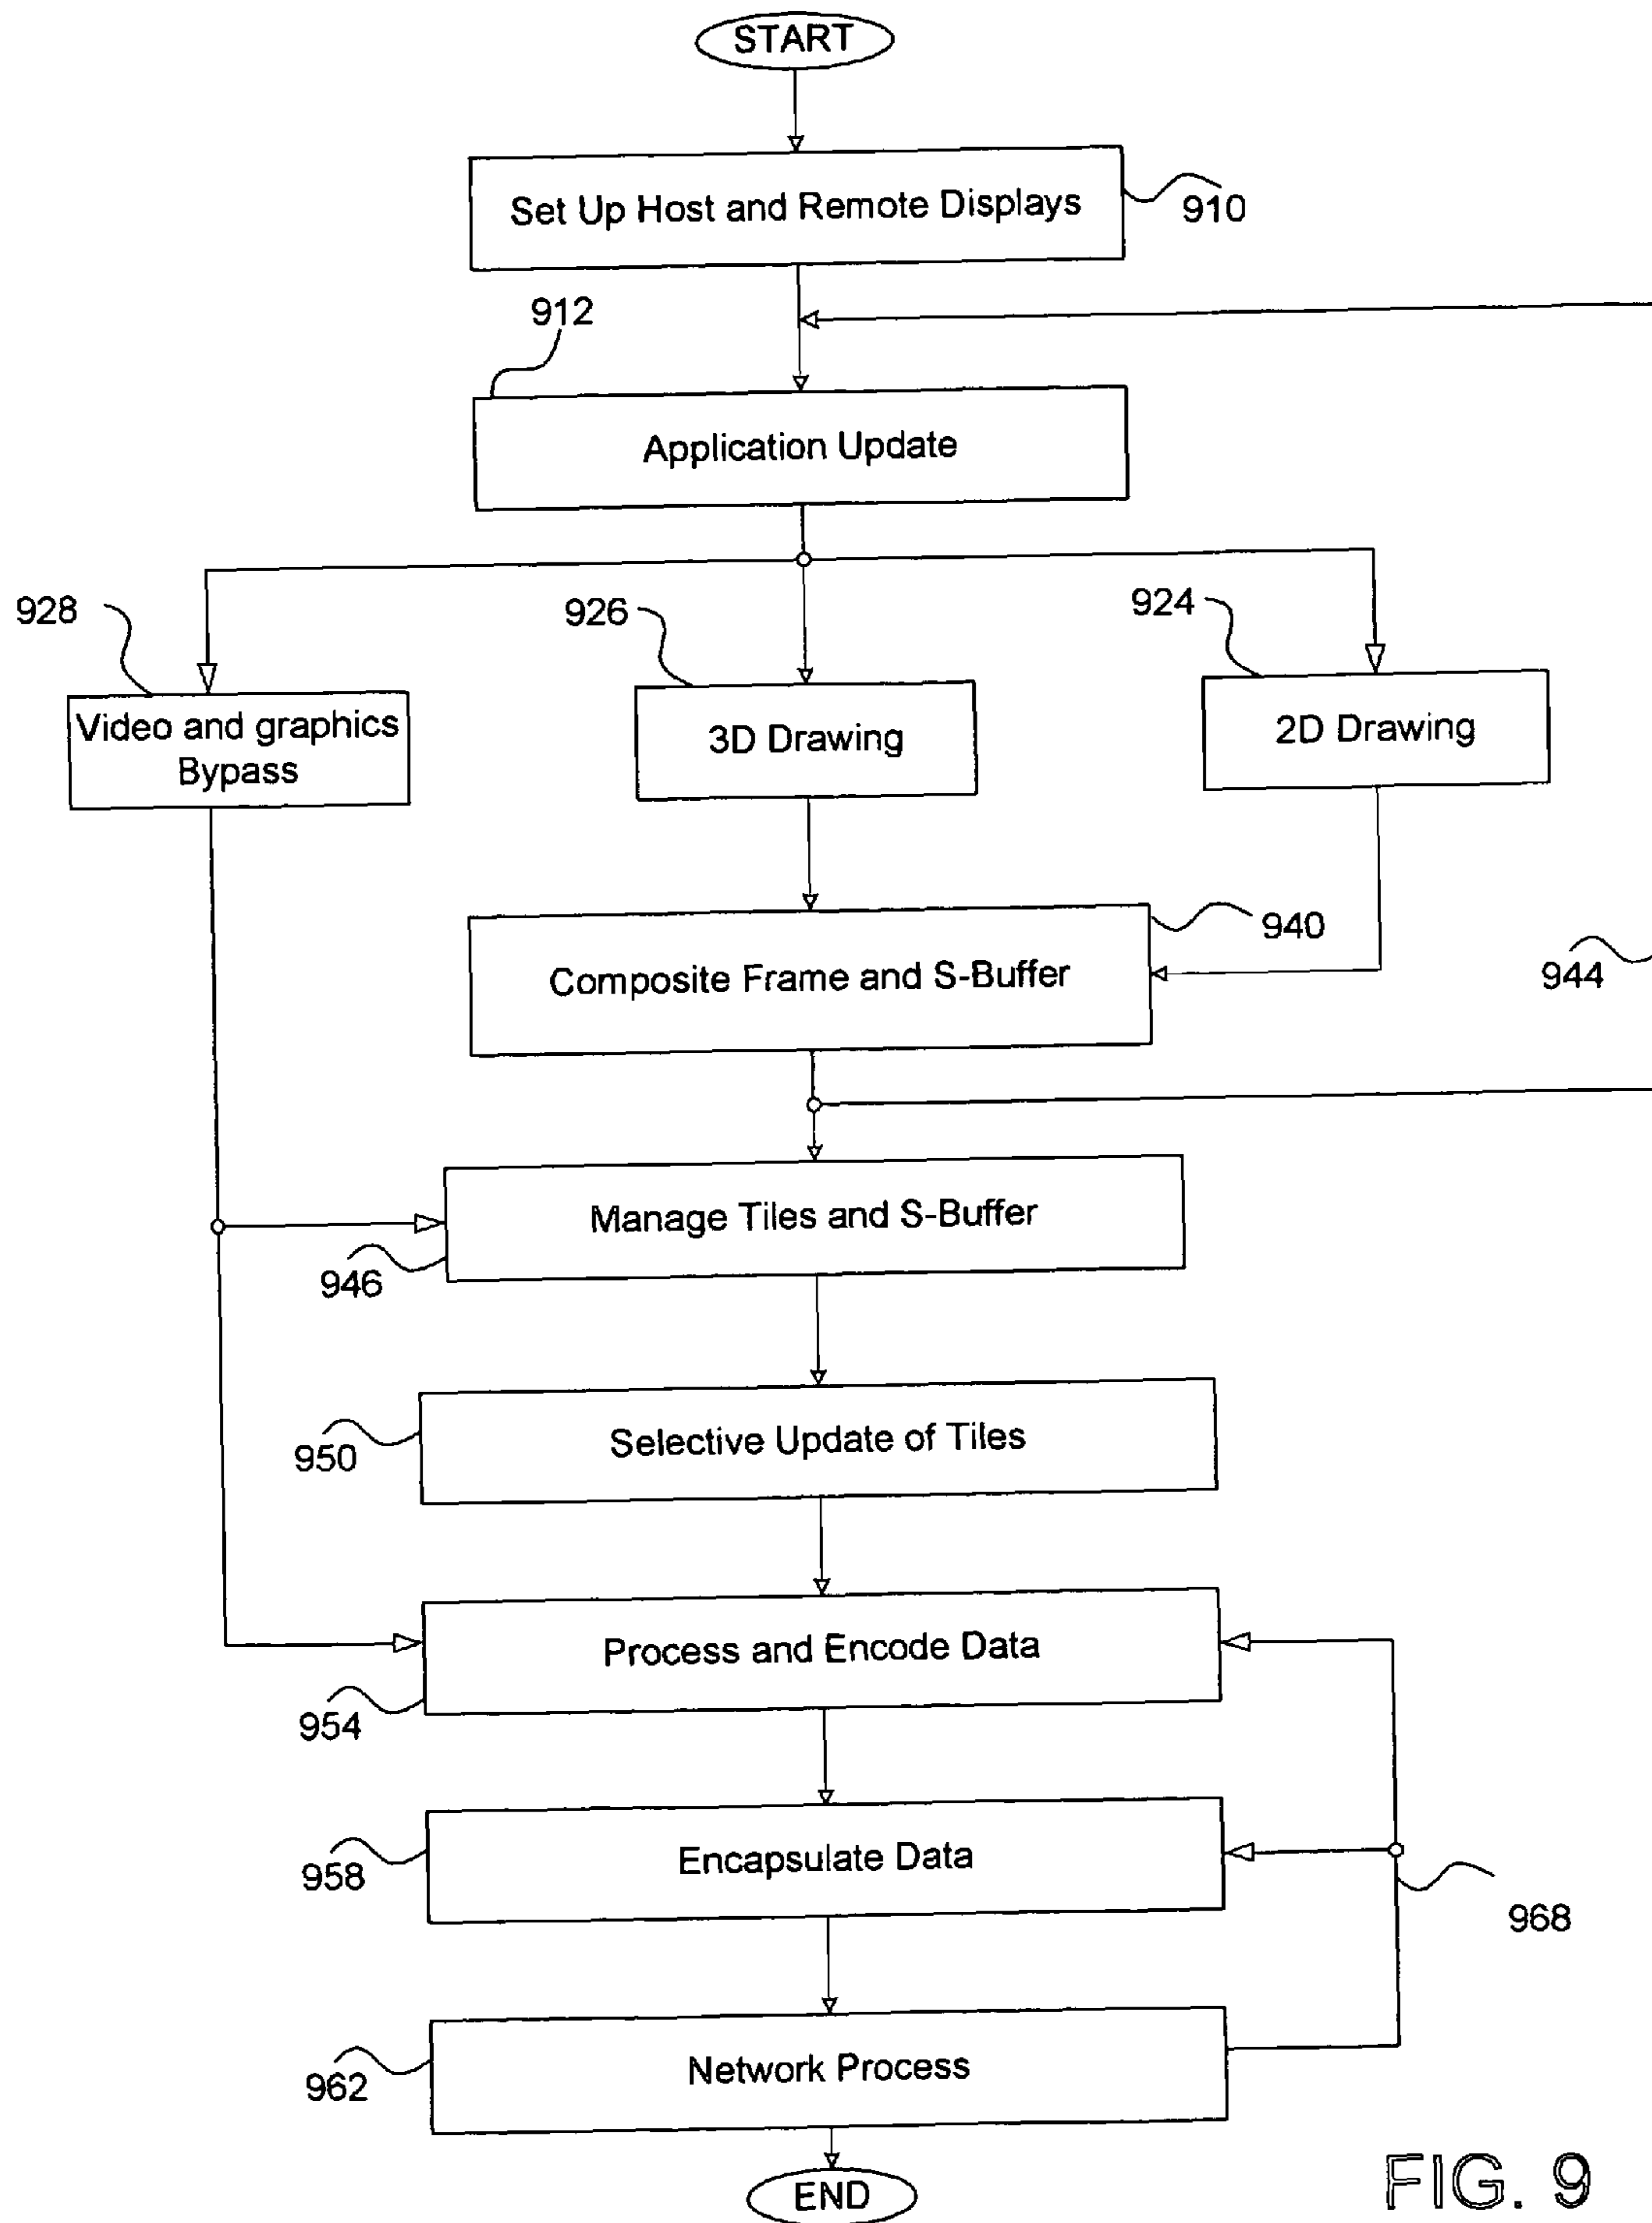 START
Set Up Host and Remote Displays
910
912
Application Update
928
926
924
Video and graphics
Bypass
3D Drawing
2D Drawing
940
Composite Frame and S-Buffer
944
Manage Tiles and S-Buffer
946
Selective Update of Tiles
950
Process and Encode Data
954
Encapsulate Data
958
968
Network Process
962
END
FIG. 9